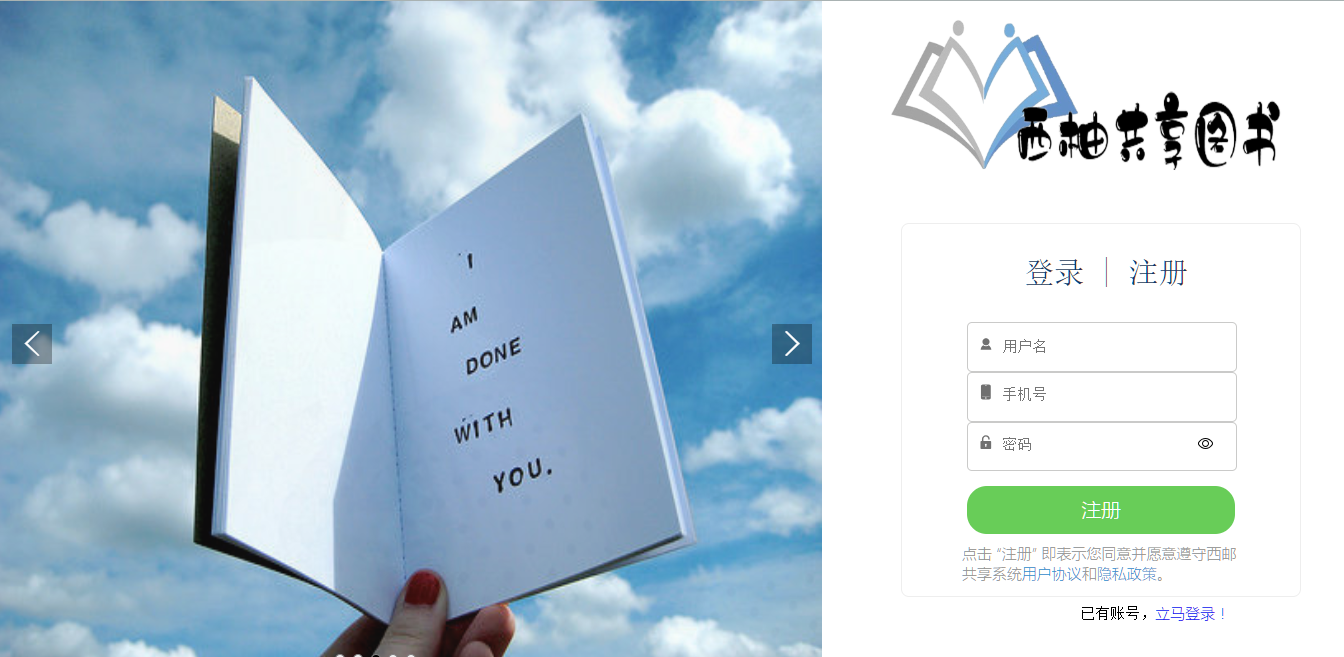 I
AM
DONE
WITH
YOU.
西柚共享图书
登录 | 注册
用户名
手机号
密码
注册
点击 “注册” 即表示您同意并愿意遵守西邮
共享系统用户协议和隐私政策。
已有账号，立马登录！